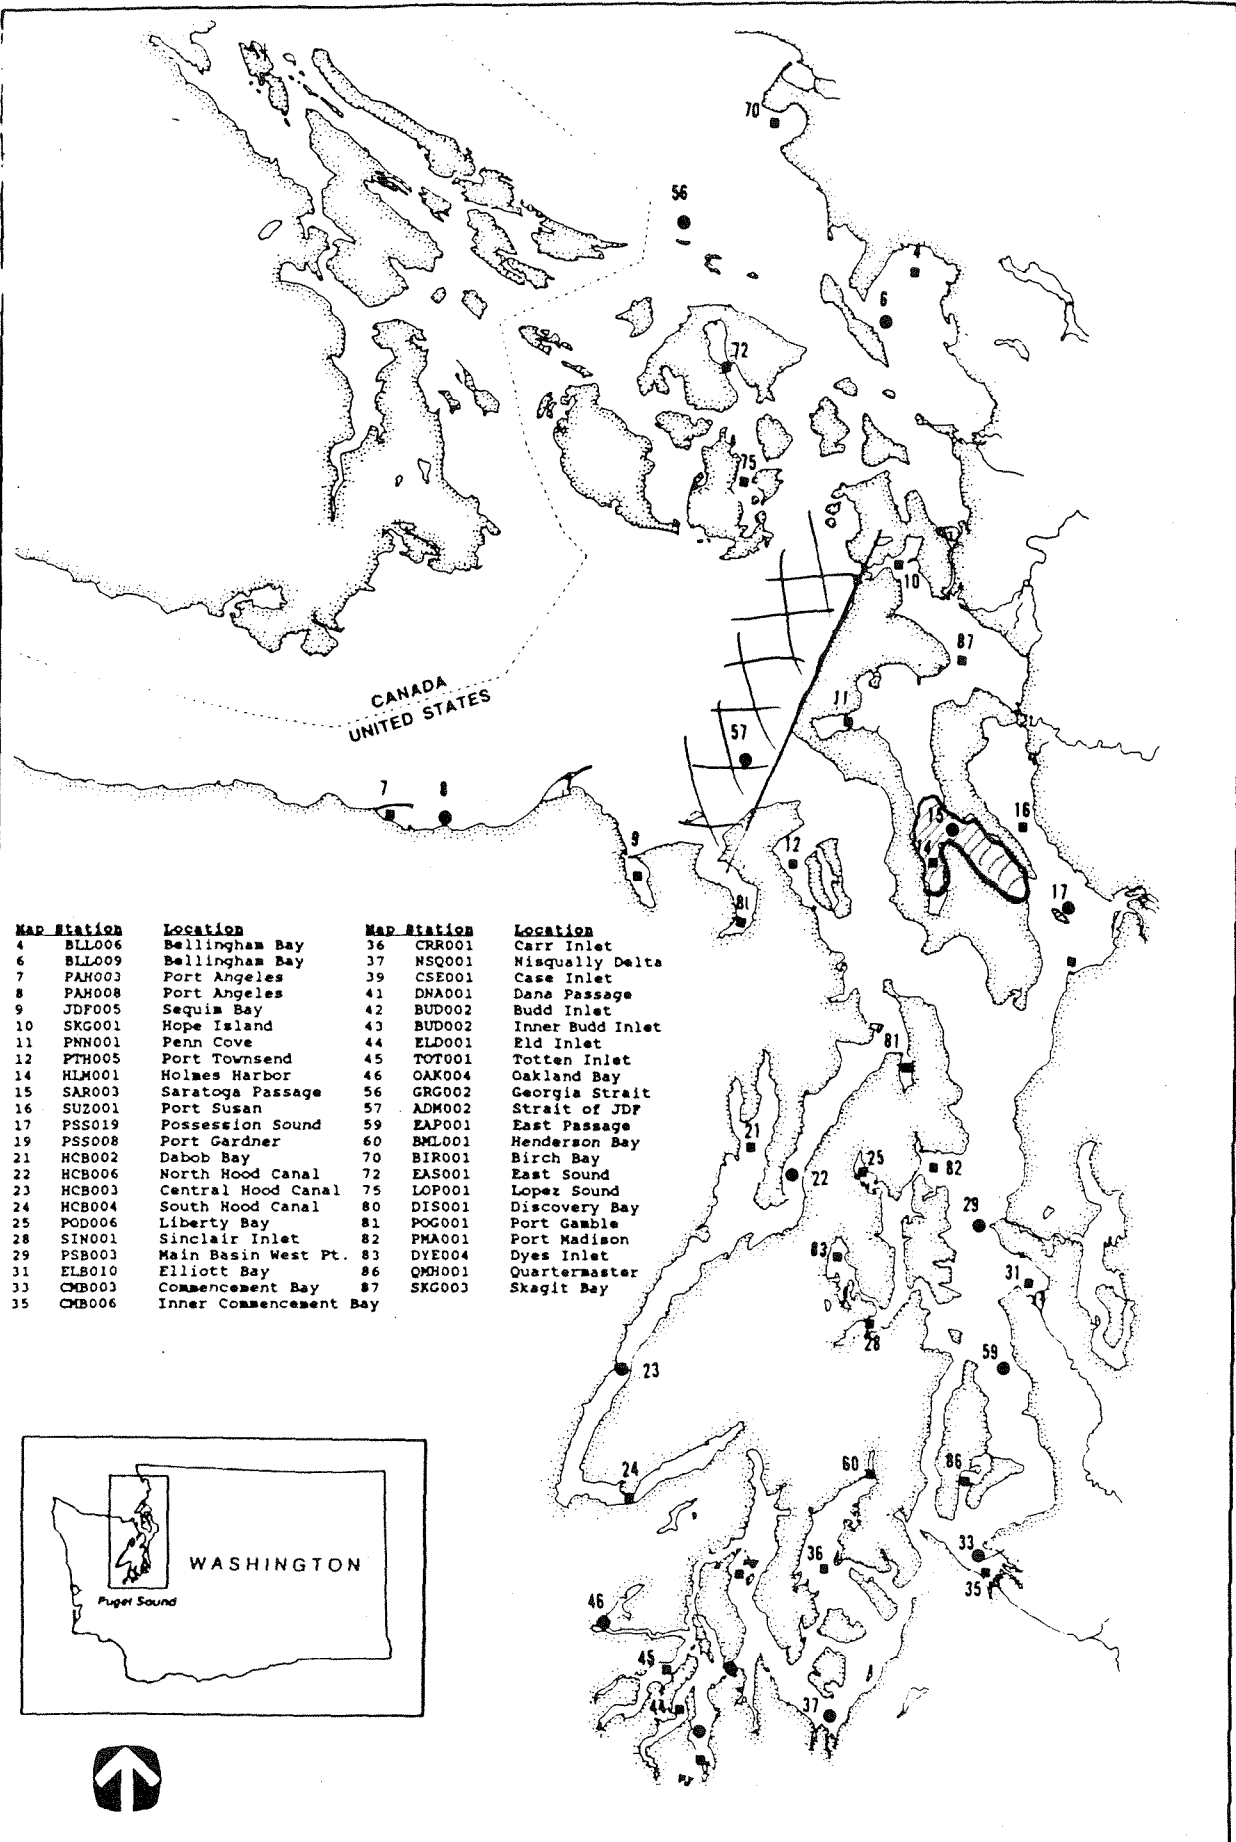 70
56
4
6
72
75
10
87
CANADA
UNITED STATES
11
57
7
8
9
12
15
14
16
17
81
Map Station Location Map Station Location
4 BLL006 Bellingham Bay 36 CRR001 Carr Inlet
6 BLL009 Bellingham Bay 37 NSQ001 Nisqually Delta
7 PAH003 Port Angeles 39 CSE001 Case Inlet
8 PAH008 Port Angeles 41 DNA001 Dana Passage
9 JDF005 Sequim Bay 42 BUD002 Budd Inlet
10 SKG001 Hope Island 43 BUD002 Inner Budd Inlet
11 PNN001 Penn Cove 44 ELD001 Eld Inlet
12 PTH005 Port Townsend 45 TOT001 Totten Inlet
14 HLM001 Holmes Harbor 46 OAK004 Oakland Bay
15 SAR003 Saratoga Passage 56 GRG002 Georgia Strait
16 SUZ001 Port Susan 57 ADM002 Strait of JDF
17 PSS019 Possession Sound 59 EAP001 East Passage
19 PSS008 Port Gardner 60 BML001 Henderson Bay
21 HCB002 Dabob Bay 70 BIR001 Birch Bay
22 HCB006 North Hood Canal 72 EAS001 East Sound
23 HCB003 Central Hood Canal 75 LOP001 Lopez Sound
24 HCB004 South Hood Canal 80 DIS001 Discovery Bay
25 POD006 Liberty Bay 81 POG001 Port Gamble
28 SIN001 Sinclair Inlet 82 PMA001 Port Madison
29 PSB003 Main Basin West Pt. 83 DYE004 Dyes Inlet
31 ELB010 Elliott Bay 86 QMH001 Quartermaster
33 CMB003 Commencement Bay 87 SKG003 Skagit Bay
35 CMB006 Inner Commencement Bay
81
21
22
25
82
29
83
31
28
23
59
24
60
86
36
33
35
46
45
44
37
WASHINGTON
Puget Sound